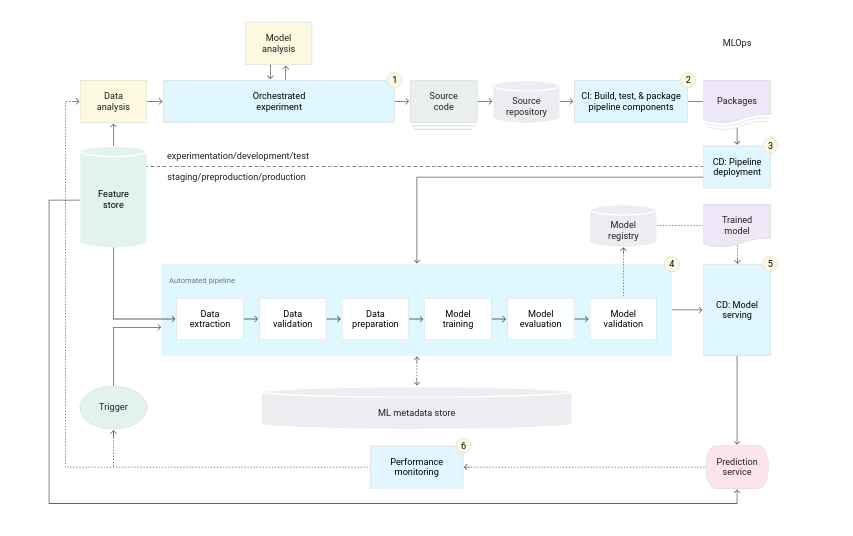 Model
analysis
MLOps
1
2
Data
analysis
Orchestrated
experiment
Source
code
Source
repository
CI: Build, test, & package
pipeline components
Packages
3
experimentation/development/test
CD: Pipeline
deployment
staging/preproduction/production
Feature
store
Model
registry
Trained
model
4
5
Automated pipeline
Data
extraction
Data
validation
Data
preparation
Model
training
Model
evaluation
Model
validation
CD: Model
serving
Trigger
ML metadata store
6
Performance
monitoring
Prediction
service